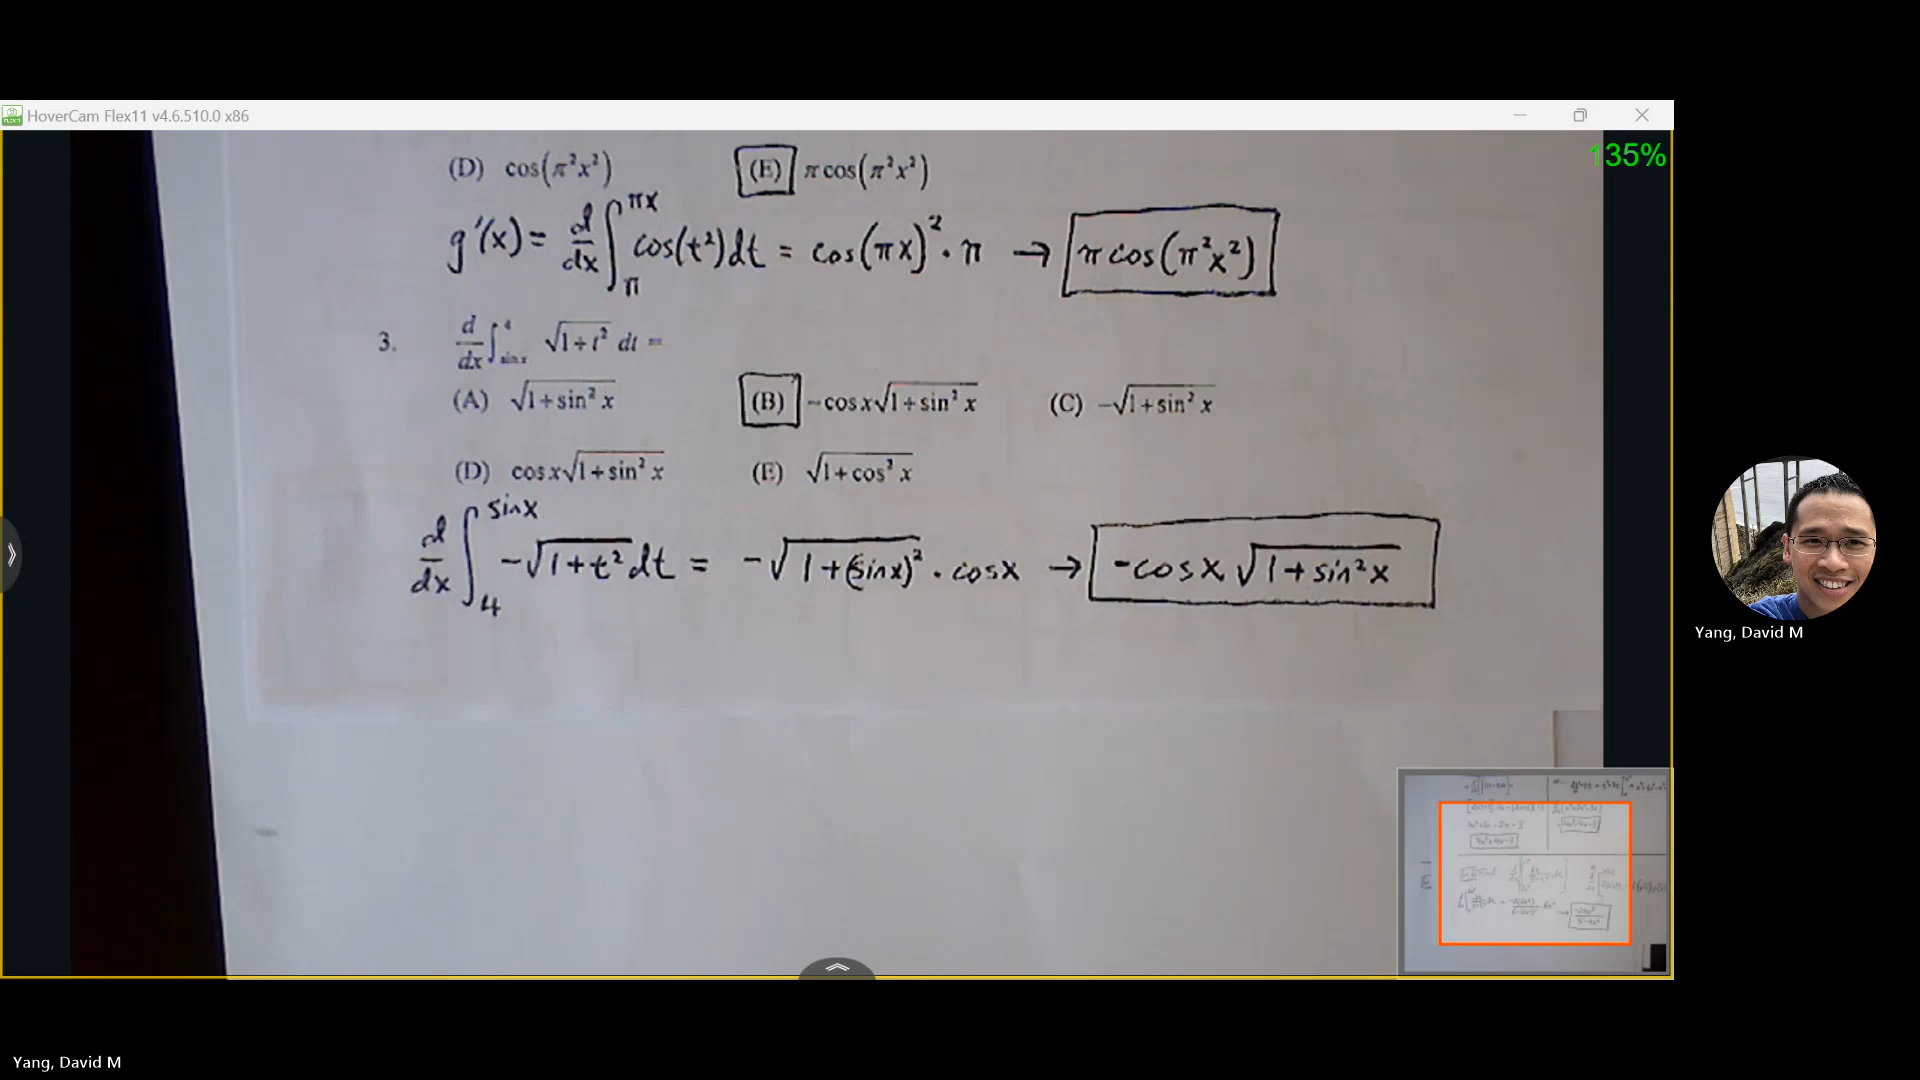 HoverCam Flex11 v4.6.510.0 x86
135%
(D) cos(π²x²) (E) π cos(π²x²)
g'(x) = d/dx ∫_π^πx cos(t²)dt = cos(πx)² · π → π cos(π²x²)
3. d/dx ∫_sin x^4 √(1+t²) dt =
(A) √(1+sin² x) (B) -cos x√(1+sin² x) (C) -√(1+sin² x)
(D) cos x√(1+sin² x) (E) √(1+cos² x)
d/dx ∫_4^sinx -√(1+t²) dt = -√(1+(sinx)²) · cosx → -cosx √(1+sin²x)
Yang, David M
Yang, David M